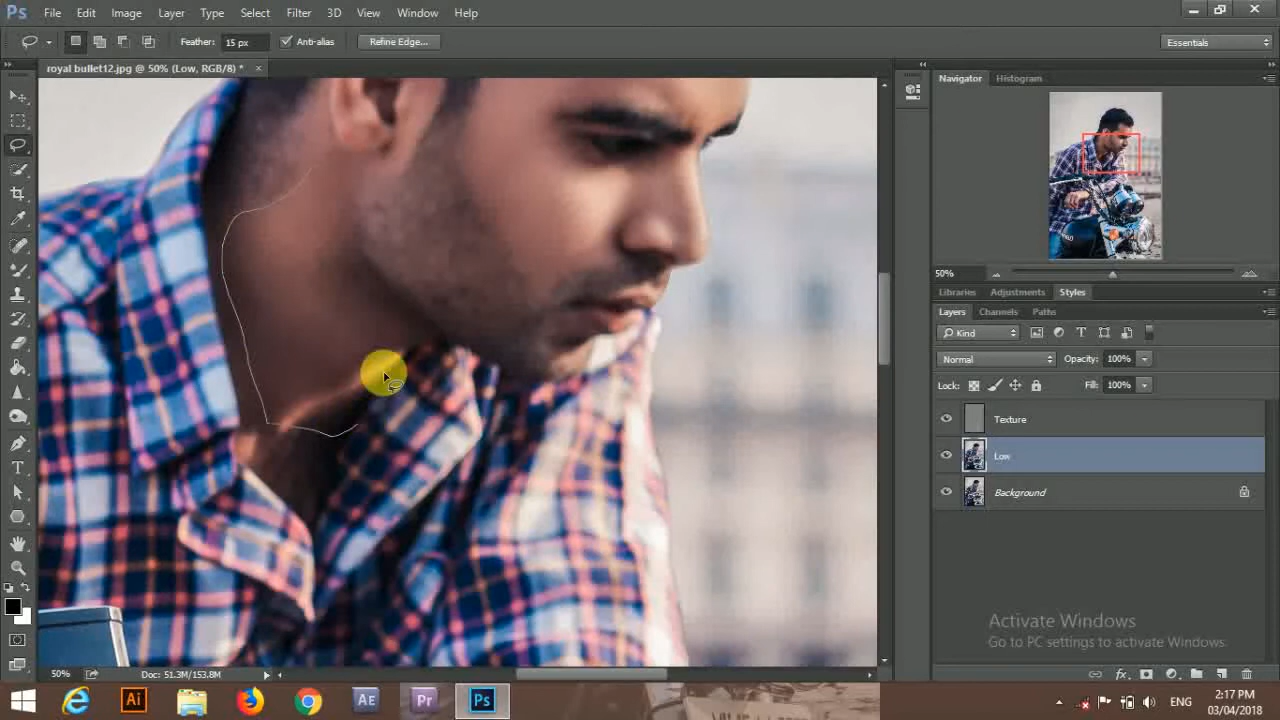 Ps File Edit Image Layer Type Select Filter 3D View Window Help
Feather: 15 px Anti-alias Refine Edge... Essentials
royal bullet12.jpg @ 50% (Low, RGB/8) * ×
Navigator Histogram
50%
Libraries Adjustments Styles
Layers Channels Paths
Kind
Normal Opacity: 100%
Lock: Fill: 100%
Texture
Low
Background
Activate Windows
Go to PC settings to activate Windows.
50% Doc: 51.3M/153.8M
Ai AE Pr Ps
ENG 2:17 PM
03/04/2018